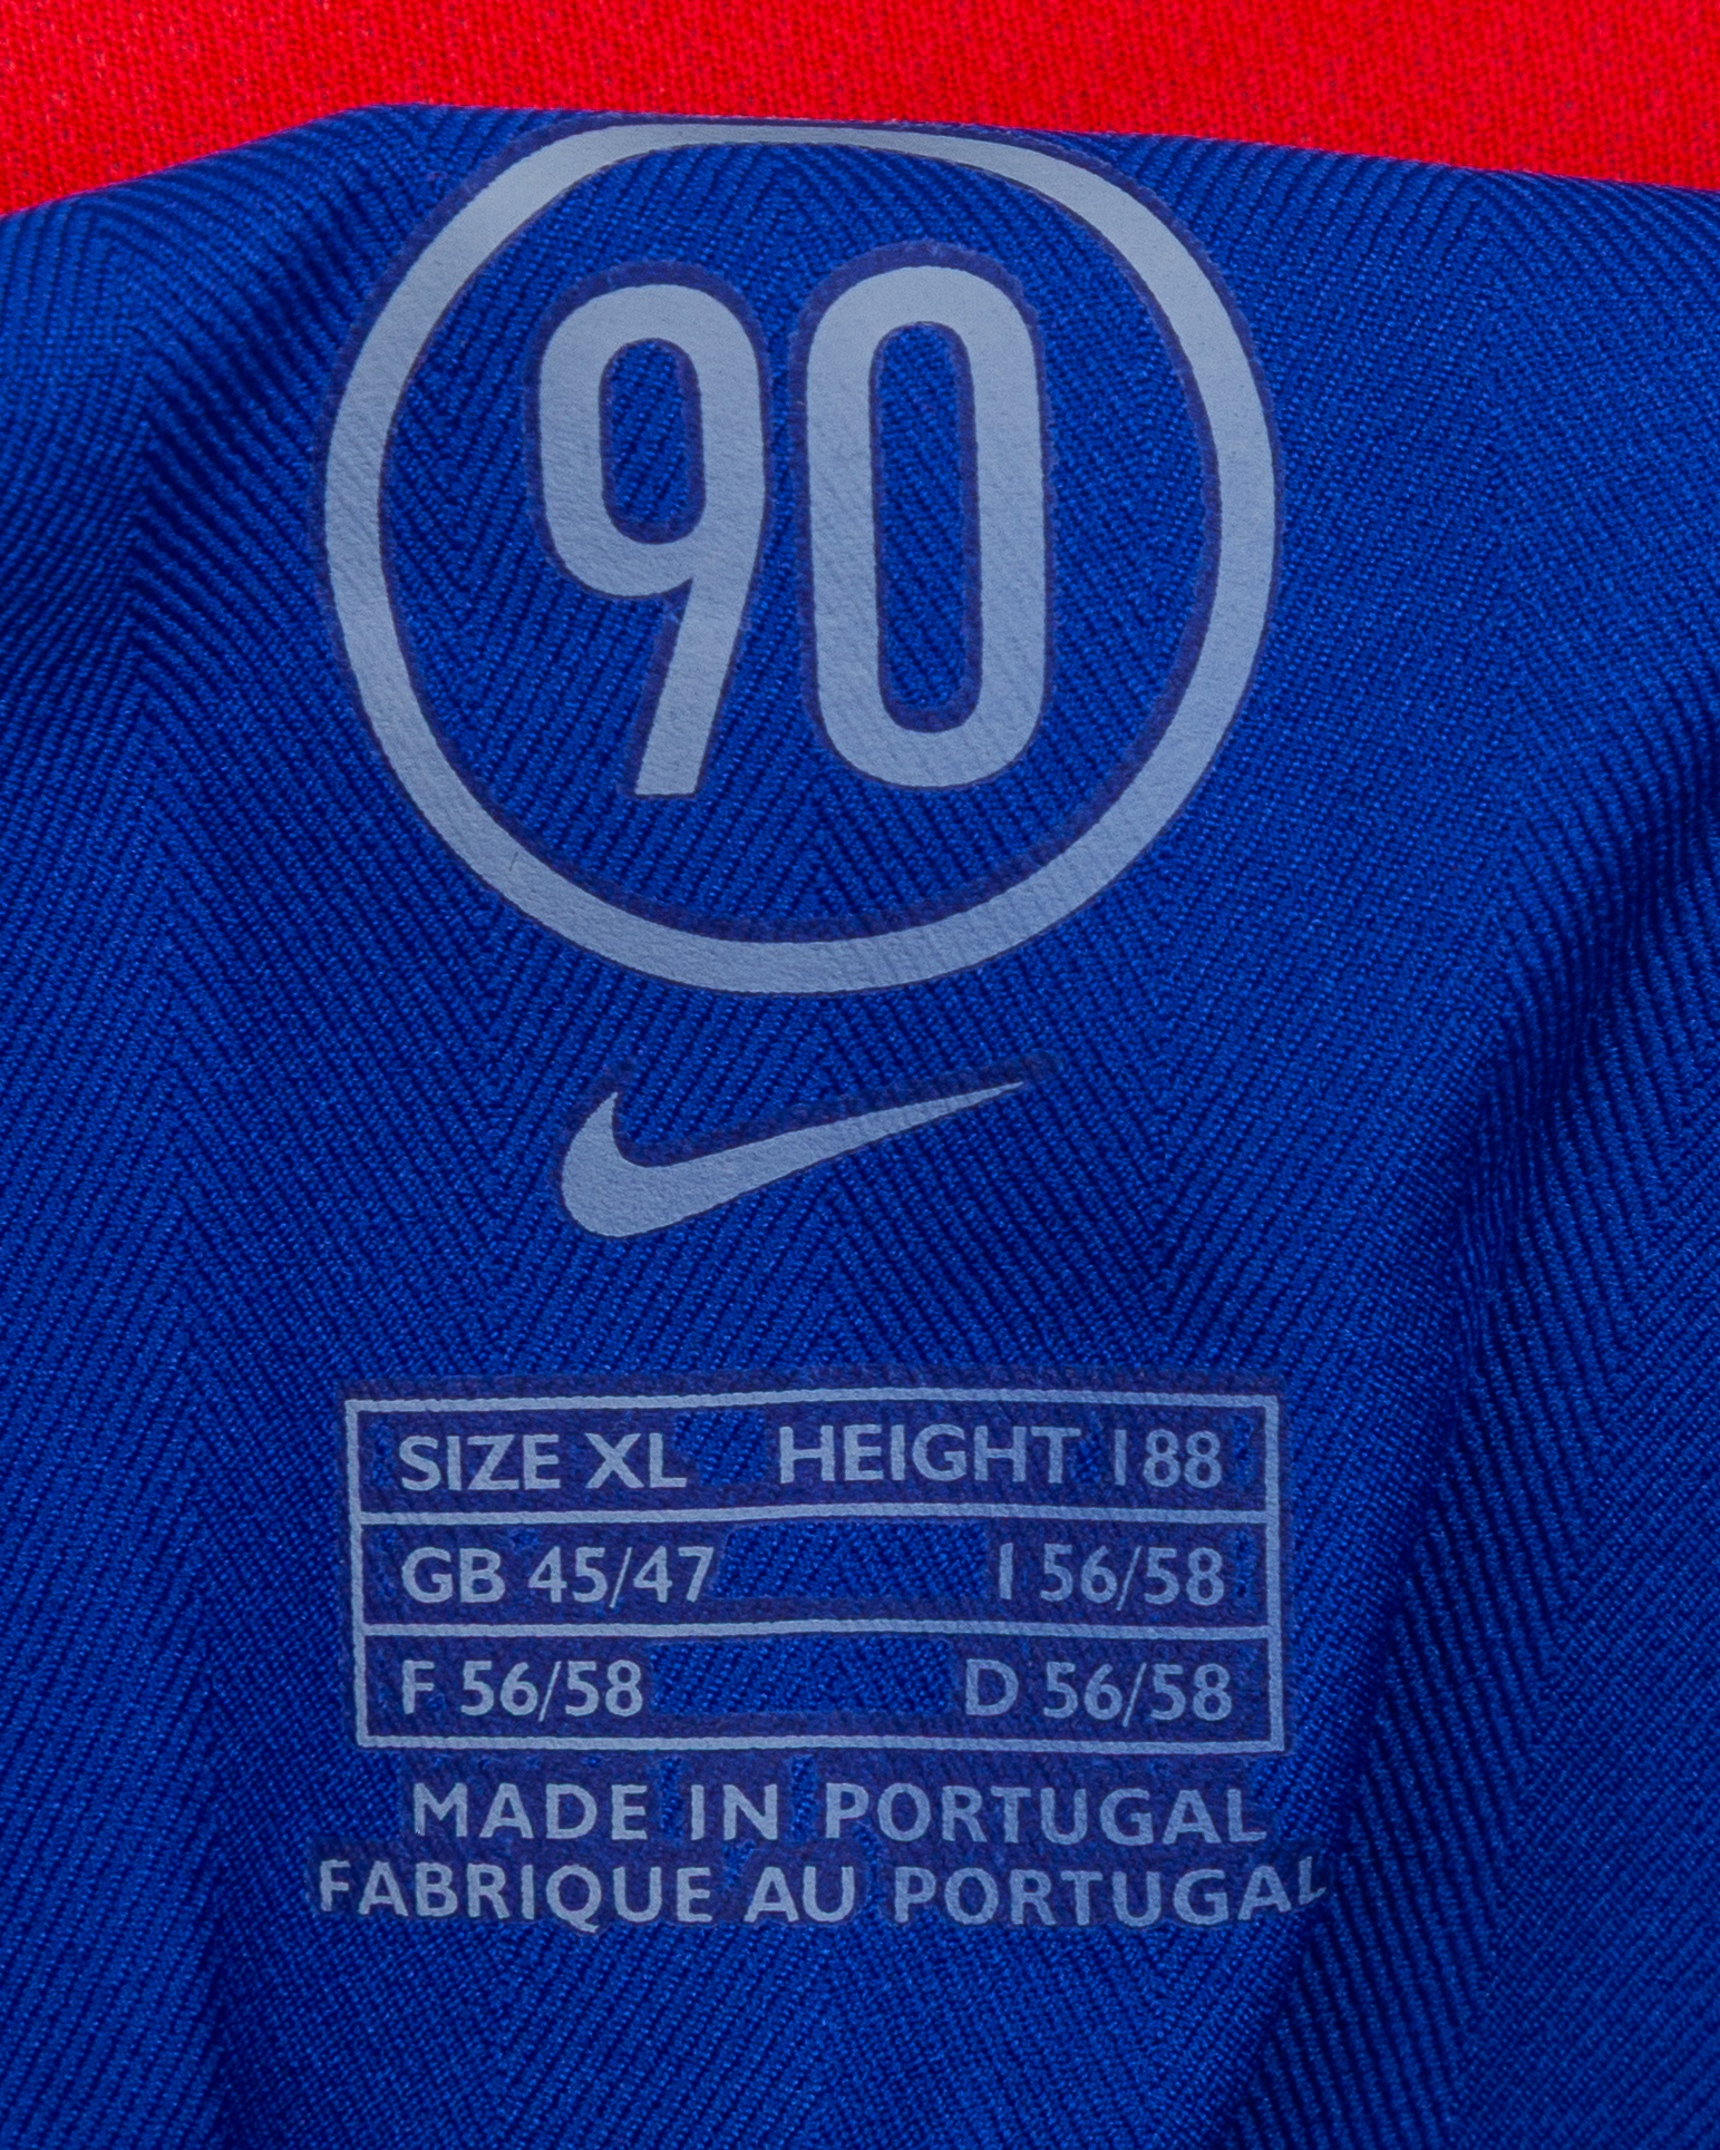 90
SIZE XL HEIGHT 188
GB 45/47 I 56/58
F 56/58 D 56/58
MADE IN PORTUGAL
FABRIQUE AU PORTUGAL